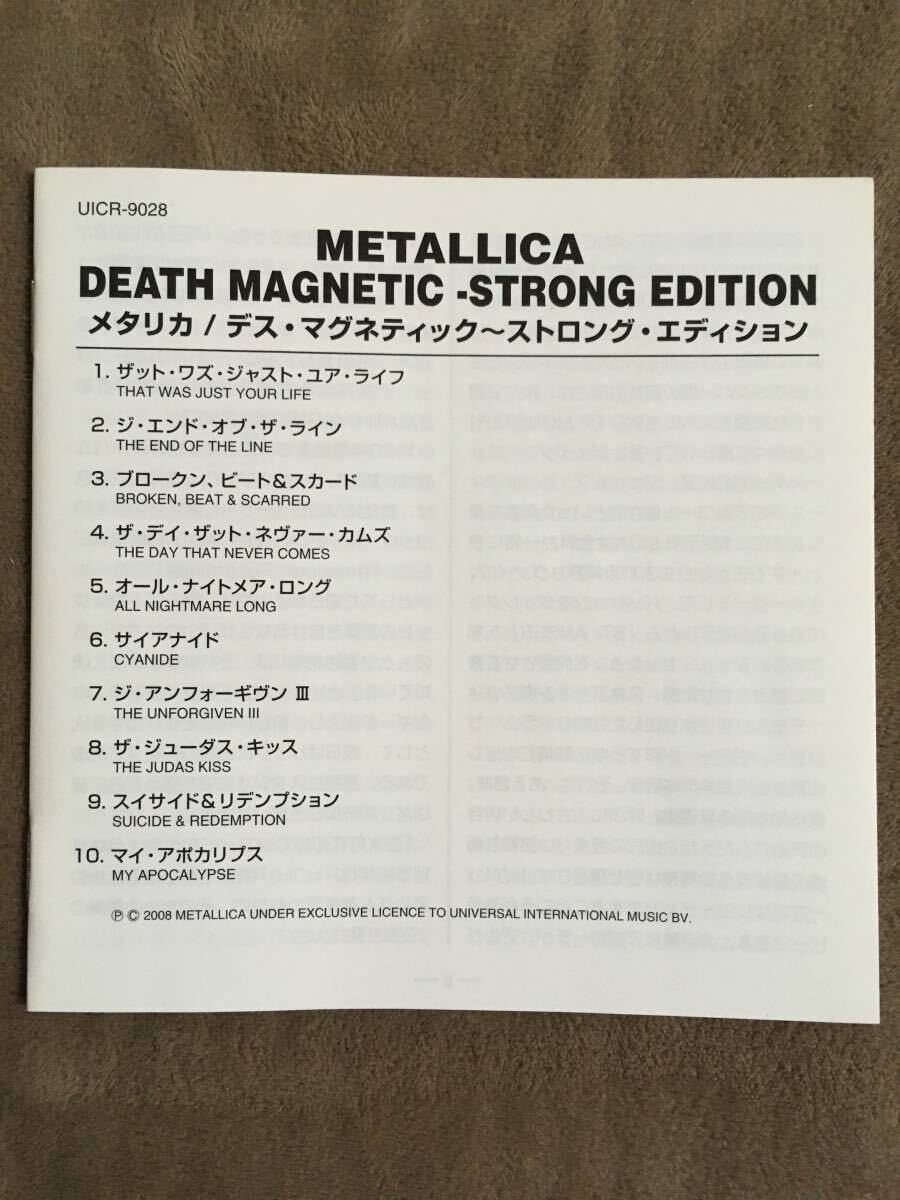 UICR-9028
METALLICA
DEATH MAGNETIC -STRONG EDITION
メタリカ / デス・マグネティック〜ストロング・エディション
1. ザット・ワズ・ジャスト・ユア・ライフ
THAT WAS JUST YOUR LIFE
2. ジ・エンド・オブ・ザ・ライン
THE END OF THE LINE
3. ブロークン、ビート&スカード
BROKEN, BEAT & SCARRED
4. ザ・デイ・ザット・ネヴァー・カムズ
THE DAY THAT NEVER COMES
5. オール・ナイトメア・ロング
ALL NIGHTMARE LONG
6. サイアナイド
CYANIDE
7. ジ・アンフォーギヴン III
THE UNFORGIVEN III
8. ザ・ジューダス・キッス
THE JUDAS KISS
9. スイサイド&リデンプション
SUICIDE & REDEMPTION
10. マイ・アポカリプス
MY APOCALYPSE
℗ © 2008 METALLICA UNDER EXCLUSIVE LICENCE TO UNIVERSAL INTERNATIONAL MUSIC BV.